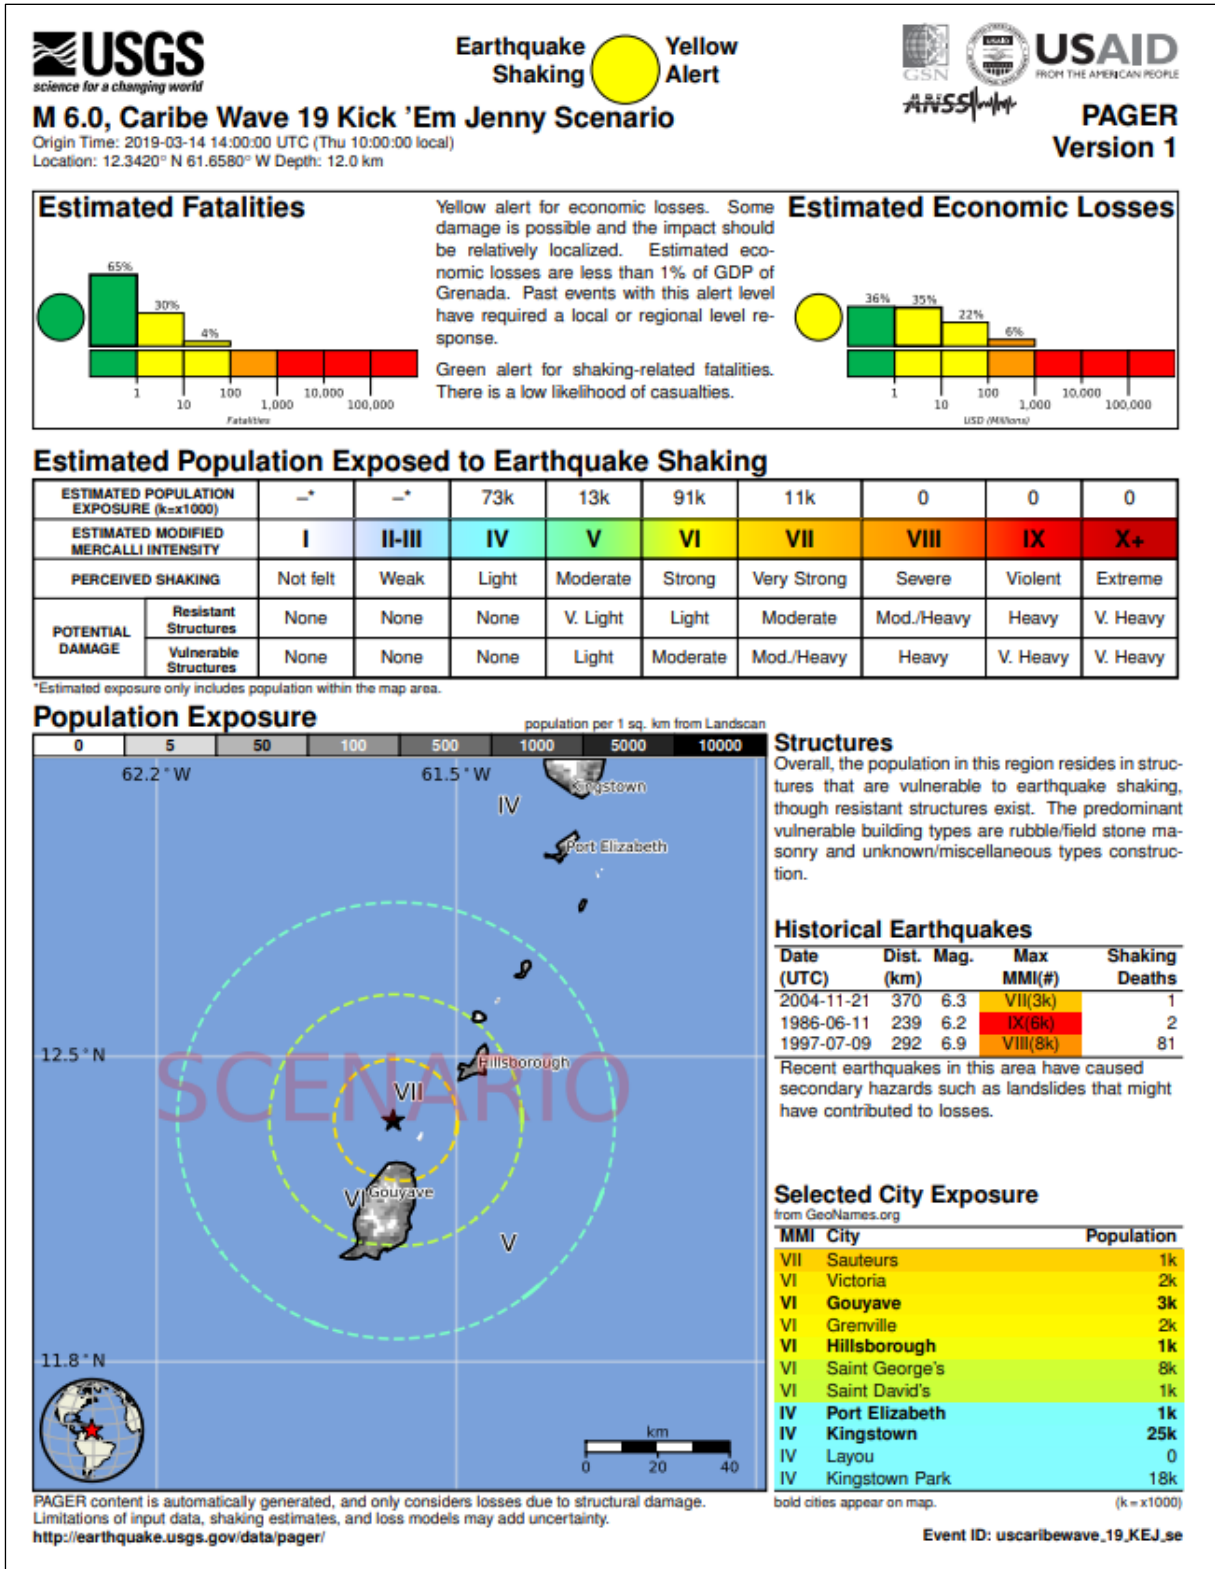 USGS
science for a changing world
Earthquake Shaking
Yellow Alert
GSN
USAID
FROM THE AMERICAN PEOPLE
ANSS
M 6.0, Caribe Wave 19 Kick 'Em Jenny Scenario
Origin Time: 2019-03-14 14:00:00 UTC (Thu 10:00:00 local)
Location: 12.3420° N 61.6580° W Depth: 12.0 km
PAGER
Version 1
Estimated Fatalities
65%
30%
4%
1
10
100
1,000
10,000
100,000
Fatalities
Yellow alert for economic losses. Some
damage is possible and the impact should
be relatively localized. Estimated eco-
nomic losses are less than 1% of GDP of
Grenada. Past events with this alert level
have required a local or regional level re-
sponse.
Green alert for shaking-related fatalities.
There is a low likelihood of casualties.
Estimated Economic Losses
36%
35%
22%
6%
1
10
100
1,000
10,000
100,000
USD (Millions)
Estimated Population Exposed to Earthquake Shaking
ESTIMATED POPULATION EXPOSURE (k=x1000) –* –* 73k 13k 91k 11k 0 0 0
ESTIMATED MODIFIED MERCALLI INTENSITY I II-III IV V VI VII VIII IX X+
PERCEIVED SHAKING Not felt Weak Light Moderate Strong Very Strong Severe Violent Extreme
POTENTIAL DAMAGE
Resistant Structures None None None V. Light Light Moderate Mod./Heavy Heavy V. Heavy
Vulnerable Structures None None None Light Moderate Mod./Heavy Heavy V. Heavy V. Heavy
*Estimated exposure only includes population within the map area.
Population Exposure
population per 1 sq. km from Landscan
0 5 50 100 500 1000 5000 10000
62.2°W
61.5°W
Kingstown
IV
Port Elizabeth
12.5°N
Hillsborough
SCENARIO
VII
VI
Gouyave
V
11.8°N
km
0 20 40
Structures
Overall, the population in this region resides in struc-
tures that are vulnerable to earthquake shaking,
though resistant structures exist. The predominant
vulnerable building types are rubble/field stone ma-
sonry and unknown/miscellaneous types construc-
tion.
Historical Earthquakes
Date (UTC) Dist. (km) Mag. Max MMI(#) Shaking Deaths
2004-11-21 370 6.3 VII(3k) 1
1986-06-11 239 6.2 IX(6k) 2
1997-07-09 292 6.9 VIII(8k) 81
Recent earthquakes in this area have caused
secondary hazards such as landslides that might
have contributed to losses.
Selected City Exposure
from GeoNames.org
MMI City Population
VII Sauteurs 1k
VI Victoria 2k
VI Gouyave 3k
VI Grenville 2k
VI Hillsborough 1k
VI Saint George's 8k
VI Saint David's 1k
IV Port Elizabeth 1k
IV Kingstown 25k
IV Layou 0
IV Kingstown Park 18k
bold cities appear on map.
(k = x1000)
PAGER content is automatically generated, and only considers losses due to structural damage.
Limitations of input data, shaking estimates, and loss models may add uncertainty.
http://earthquake.usgs.gov/data/pager/
Event ID: uscaribewave_19_KEJ_se